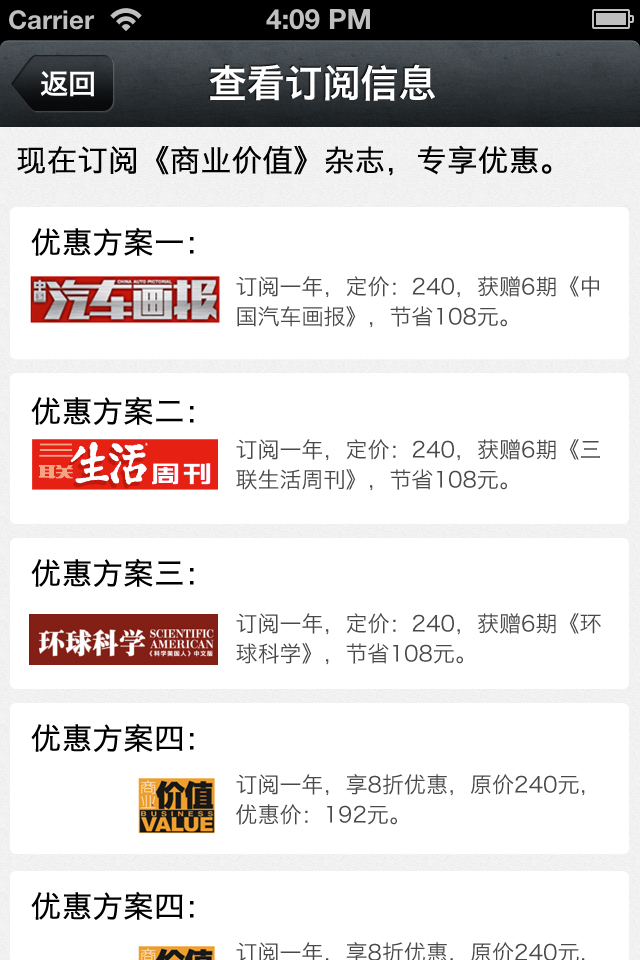 Carrier 4:09 PM
返回 查看订阅信息
现在订阅《商业价值》杂志，专享优惠。
优惠方案一：
中国汽车画报
CHINA AUTO PICTORIAL
订阅一年，定价：240，获赠6期《中
国汽车画报》，节省108元。
优惠方案二：
三联生活周刊
订阅一年，定价：240，获赠6期《三
联生活周刊》，节省108元。
优惠方案三：
环球科学
SCIENTIFIC
AMERICAN
《科学美国人》中文版
订阅一年，定价：240，获赠6期《环
球科学》，节省108元。
优惠方案四：
商业价值
BUSINESS
VALUE
订阅一年，享8折优惠，原价240元，
优惠价：192元。
优惠方案四：
商业价值
订阅一年，享8折优惠，原价240元，